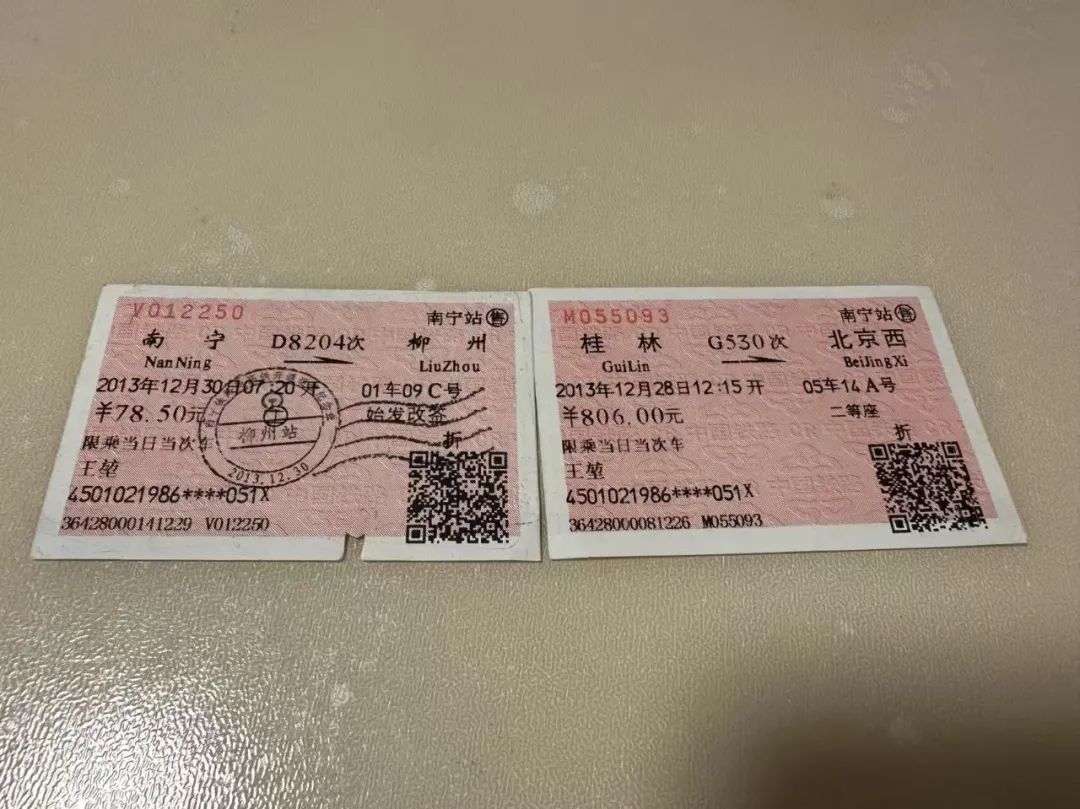 V012250
南宁站 售
南宁 D8204次 柳州
NanNing LiuZhou
2013年12月30日07:20开 01车09C号
¥78.50元 始发改签
限乘当日当次车 折
王堃
4501021986****051X
36428000141229 V012250
柳州站
2013.12.30
M055093
南宁站 售
桂林 G530次 北京西
GuiLin BeiJingXi
2013年12月28日12:15开 05车14A号
¥806.00元 二等座
限乘当日当次车 折
王堃
4501021986****051X
36428000081226 M055093